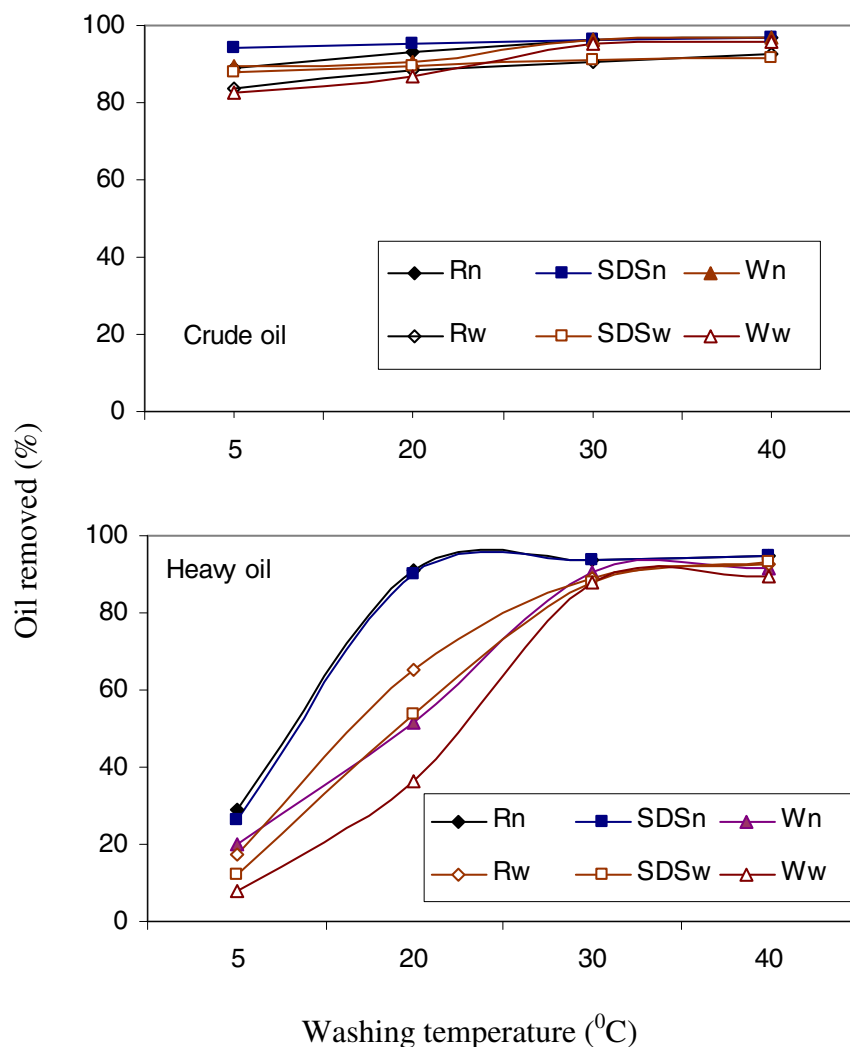 100
80
60
40
20
0
Rn SDSn Wn
Rw SDSw Ww
Crude oil
5 20 30 40
Oil removed (%)
100
80
60
40
20
0
Heavy oil
Rn SDSn Wn
Rw SDSw Ww
5 20 30 40
Washing temperature (⁰C)